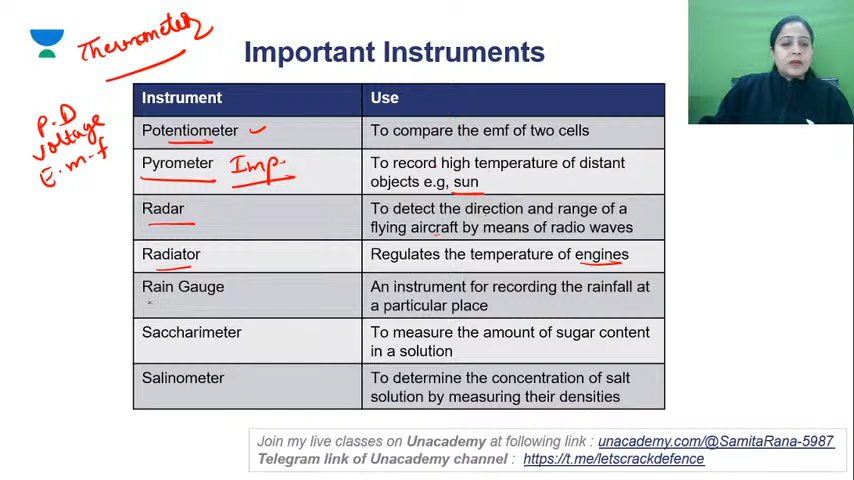 Thermometer
Important Instruments
P.D
voltage
E.m.f
Instrument Use
Potentiometer To compare the emf of two cells
Pyrometer Imp. To record high temperature of distant
objects e.g, sun
Radar To detect the direction and range of a
flying aircraft by means of radio waves
Radiator Regulates the temperature of engines
Rain Gauge An instrument for recording the rainfall at
a particular place
Saccharimeter To measure the amount of sugar content
in a solution
Salinometer To determine the concentration of salt
solution by measuring their densities
Join my live classes on Unacademy at following link : unacademy.com/@SamitaRana-5987
Telegram link of Unacademy channel : https://t.me/letscrackdefence